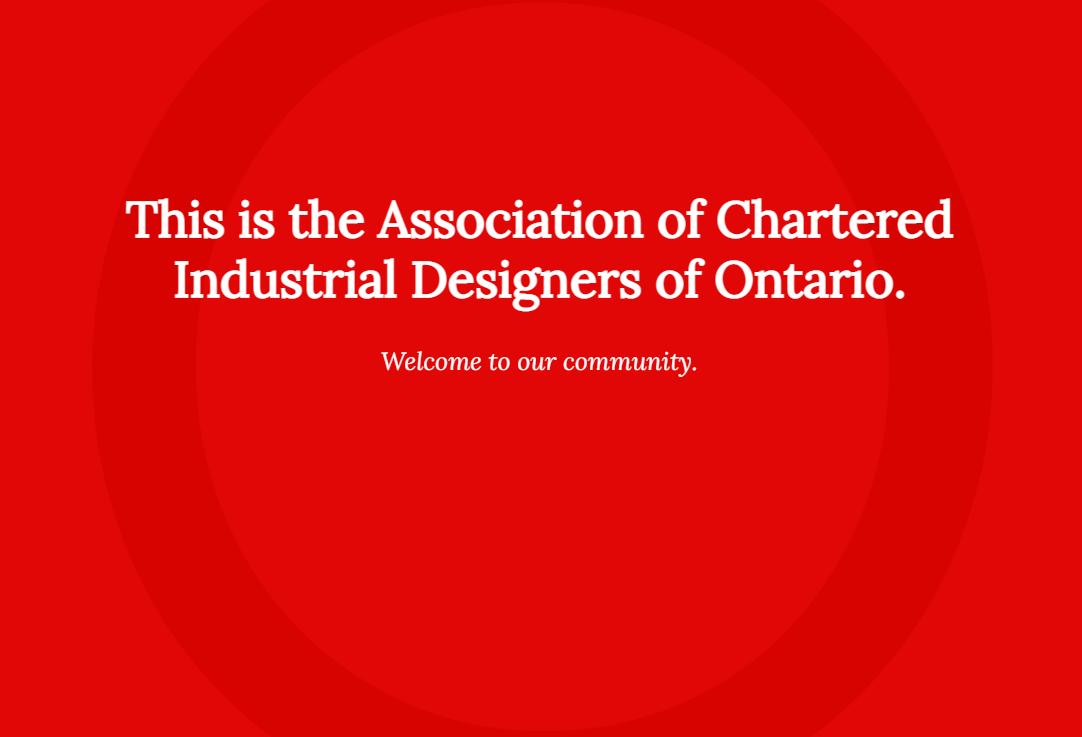 This is the Association of Chartered
Industrial Designers of Ontario.
Welcome to our community.